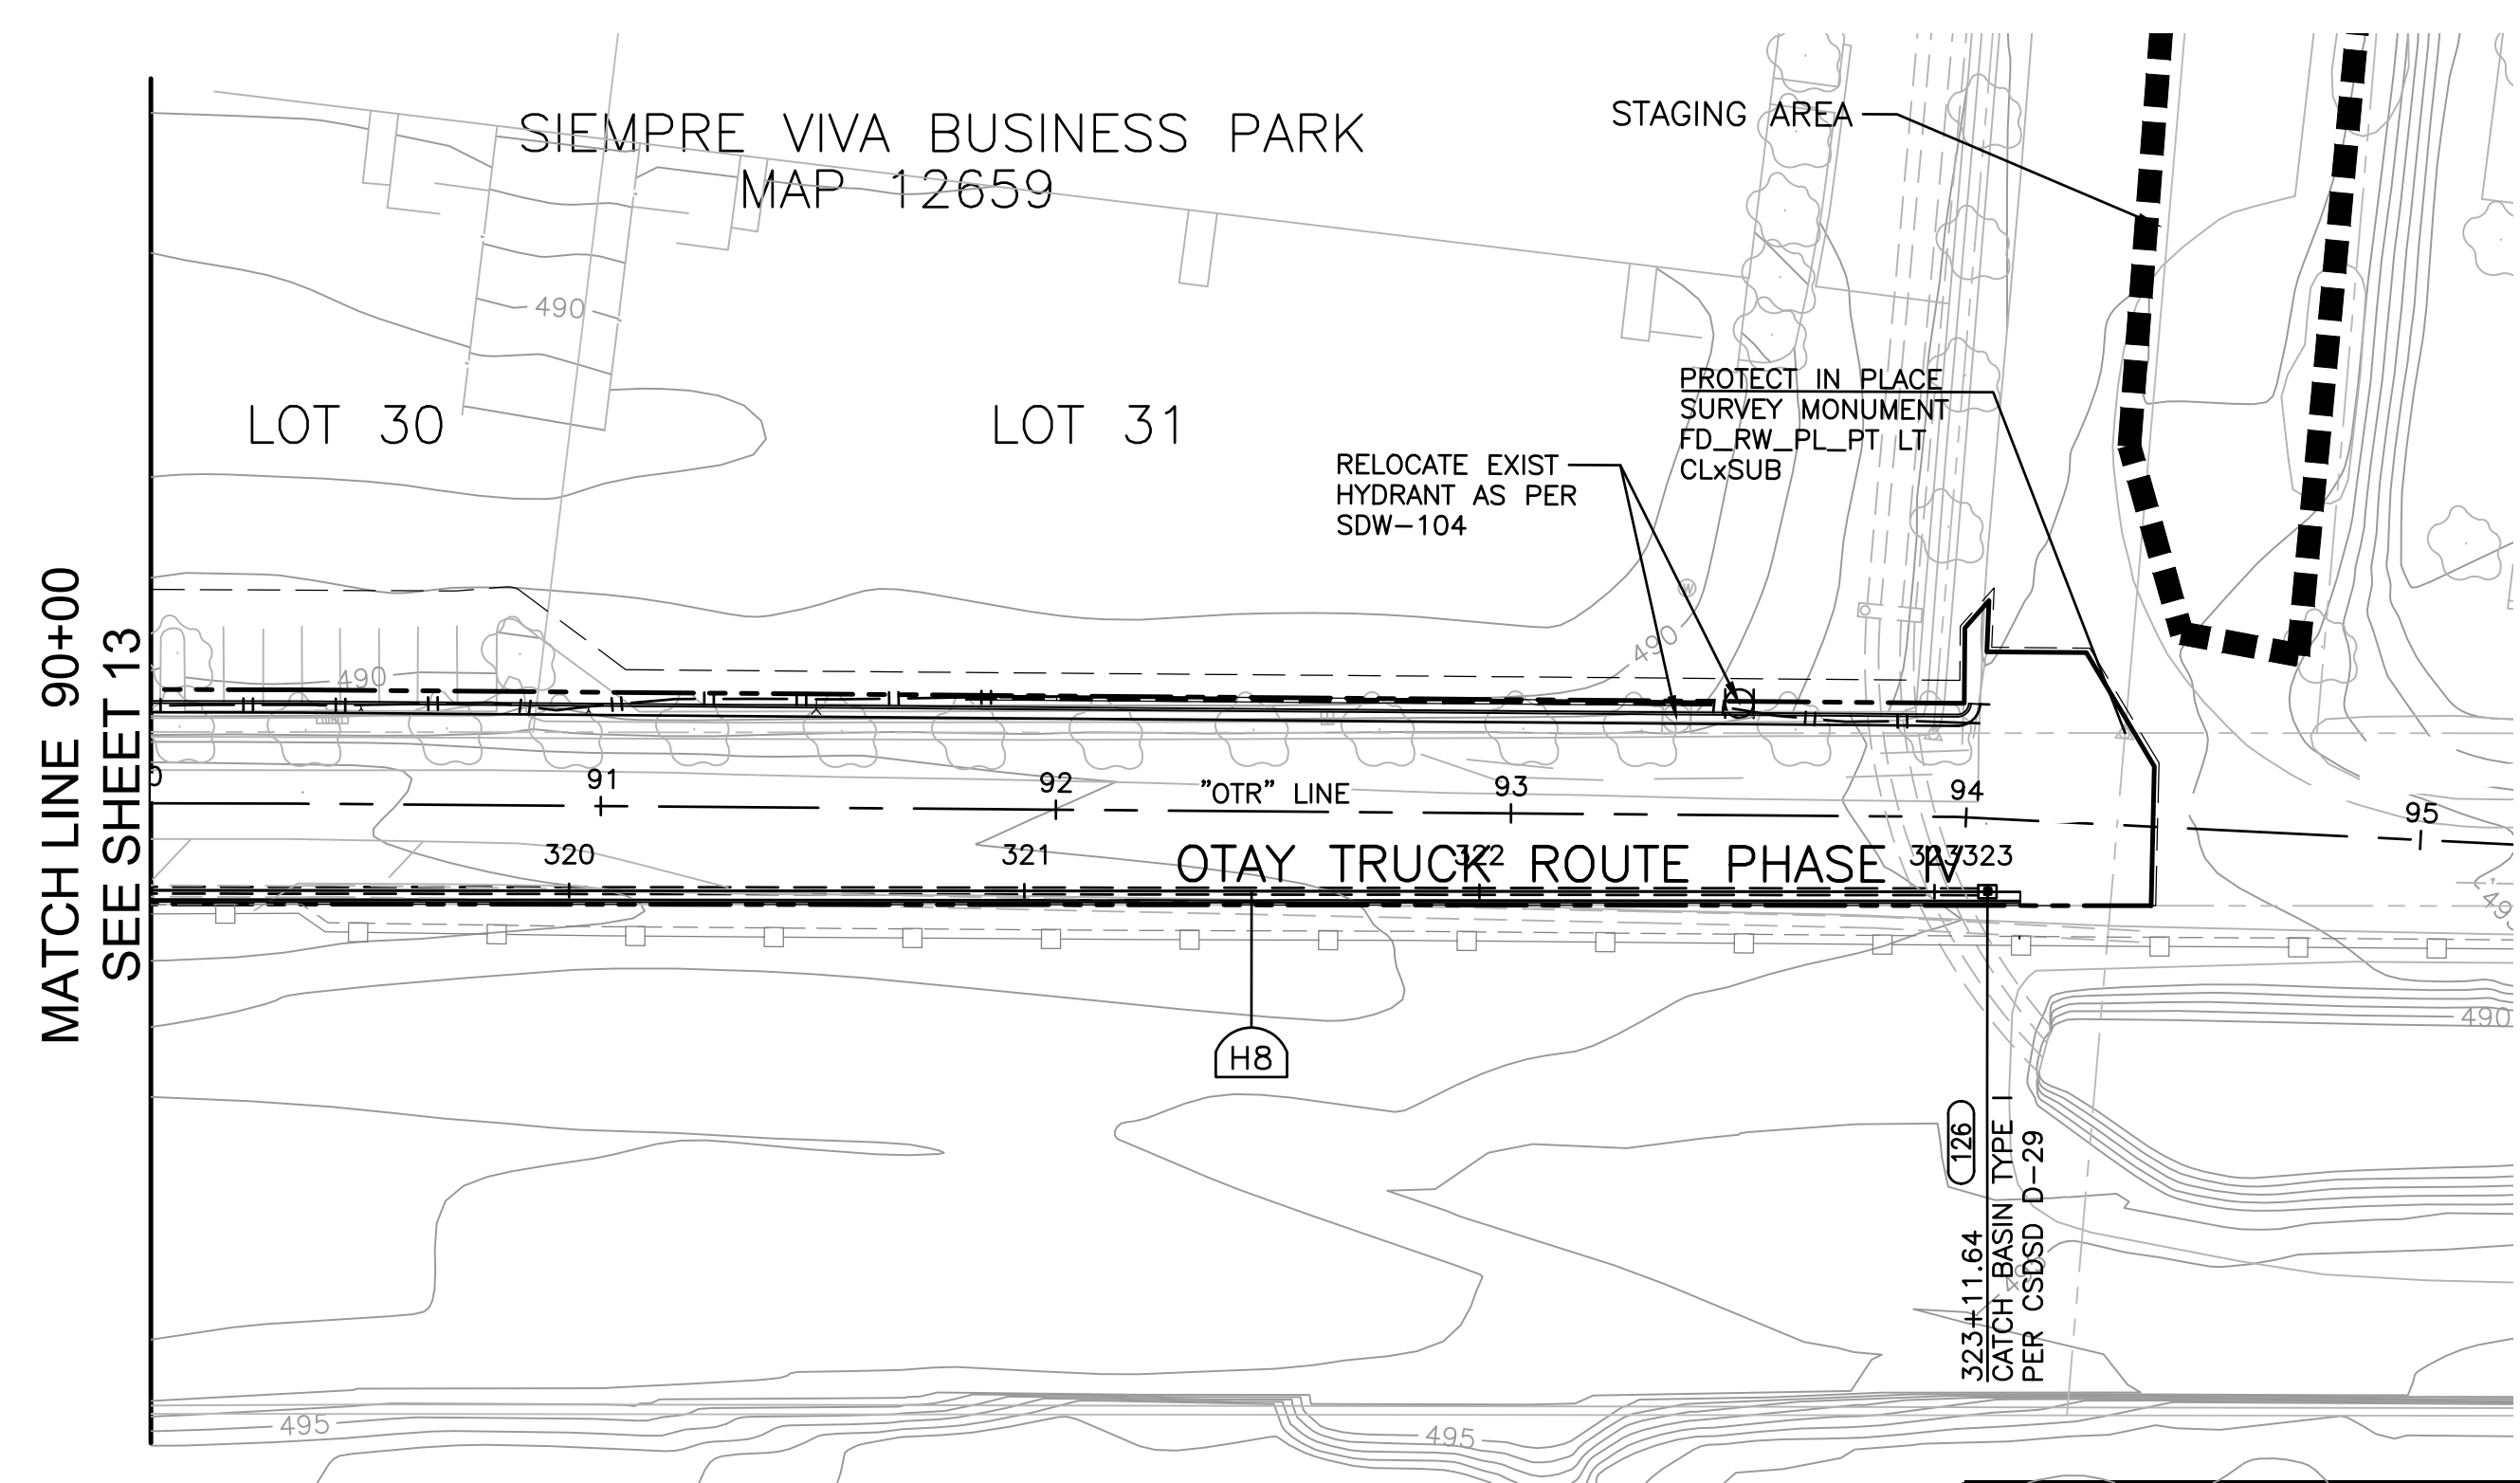 SIEMPRE VIVA BUSINESS PARK
MAP 12659
STAGING AREA
490
LOT 30
LOT 31
PROTECT IN PLACE
SURVEY MONUMENT
FD_RW_PL_PT LT
CLxSUB
RELOCATE EXIST
HYDRANT AS PER
SDW-104
W
MATCH LINE 90+00
SEE SHEET 13
490
490
91
92
"OTR" LINE
93
94
95
320
321
322
323
323
OTAY TRUCK ROUTE PHASE IV
H8
490
126
323+11.64
CATCH BASIN TYPE I
PER CSDSD D-29
495
495